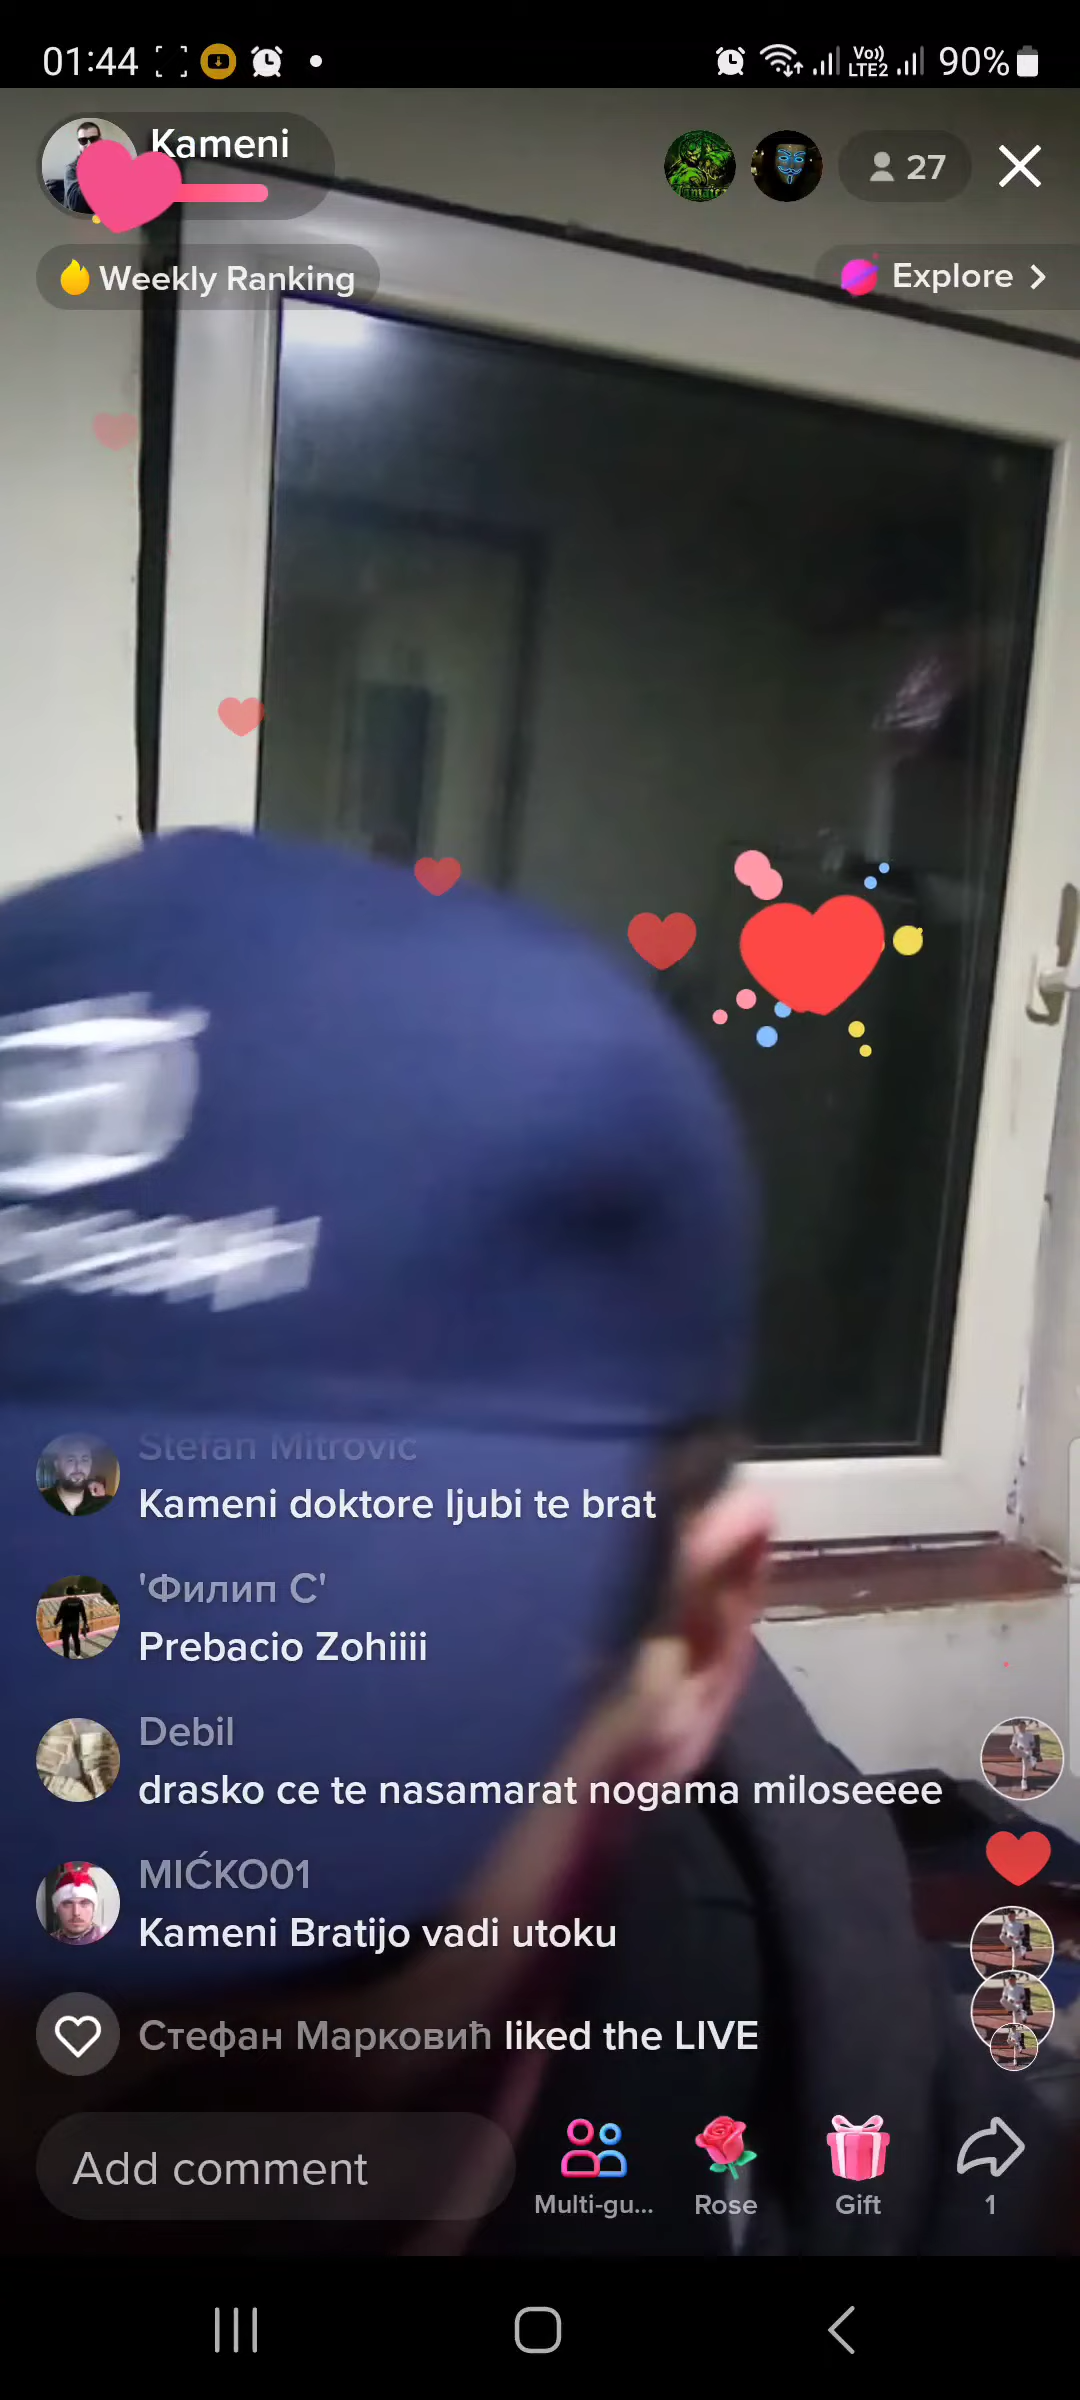 01:44
Vo)) LTE2
90%
Kameni
27
Weekly Ranking
Explore
Stefan Mitrovic
Kameni doktore ljubi te brat
'Филип С'
Prebacio Zohiiii
Debil
drasko ce te nasamarat nogama miloseeee
MIĆKO01
Kameni Bratijo vadi utoku
Стефан Марковић liked the LIVE
Add comment
Multi-gu...
Rose
Gift
1